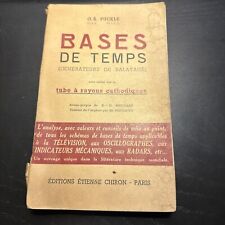 O.S. PUCKLE
BASES
DE TEMPS
(GÉNÉRATEURS DE BALAYAGE)
tube à rayons cathodiques
L'analyse, avec valeurs et conseils de mise au point,
de tous les schémas de bases de temps applicables
à la TÉLÉVISION, aux OSCILLOGRAPHES, aux
INDICATEURS MÉCANIQUES, aux RADARS, etc...
Un ouvrage unique dans la littérature technique mondiale.
ÉDITIONS ÉTIENNE CHIRON - PARIS